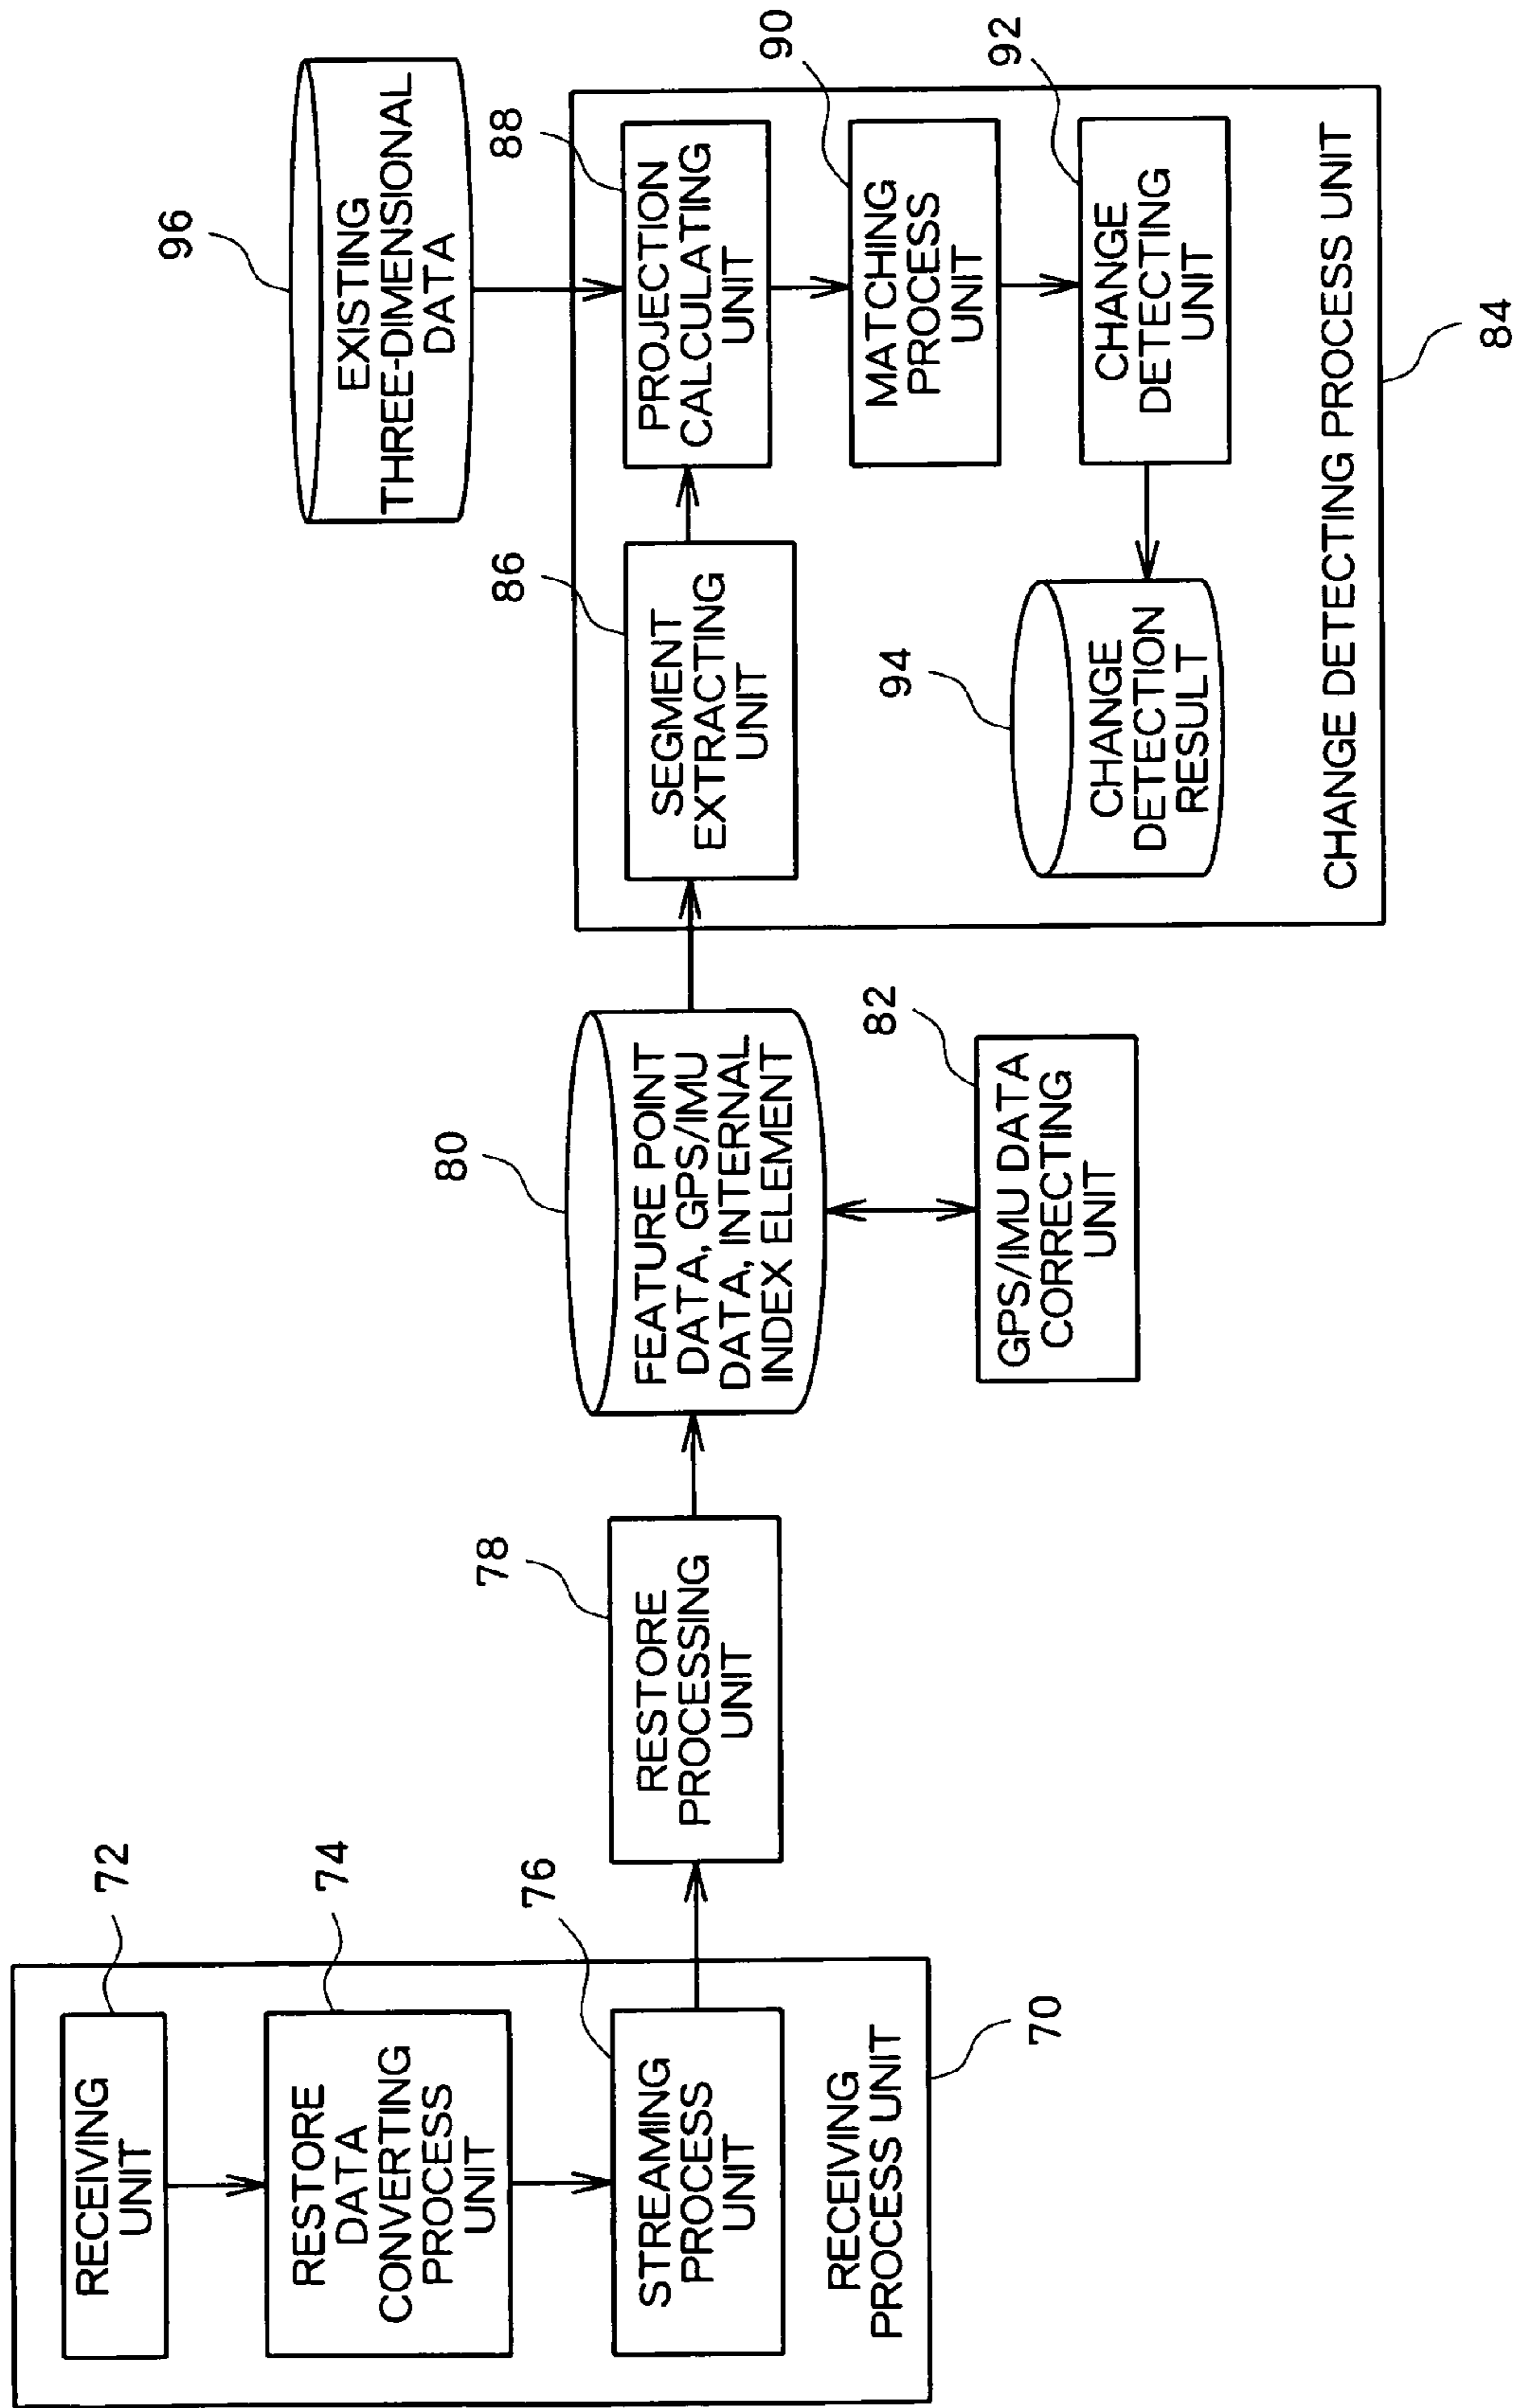 72
RECEIVING
UNIT
74
RESTORE
DATA
CONVERTING
PROCESS
UNIT
76
STREAMING
PROCESS
UNIT
RECEIVING
PROCESS UNIT
70
78
RESTORE
PROCESSING
UNIT
80
FEATURE POINT
DATA, GPS/IMU
DATA, INTERNAL
INDEX ELEMENT
82
GPS/IMU DATA
CORRECTING
UNIT
96
EXISTING
THREE-DIMENSIONAL
DATA
86
SEGMENT
EXTRACTING
UNIT
88
PROJECTION
CALCULATING
UNIT
90
MATCHING
PROCESS
UNIT
92
CHANGE
DETECTING
UNIT
94
CHANGE
DETECTION
RESULT
CHANGE DETECTING PROCESS UNIT
84